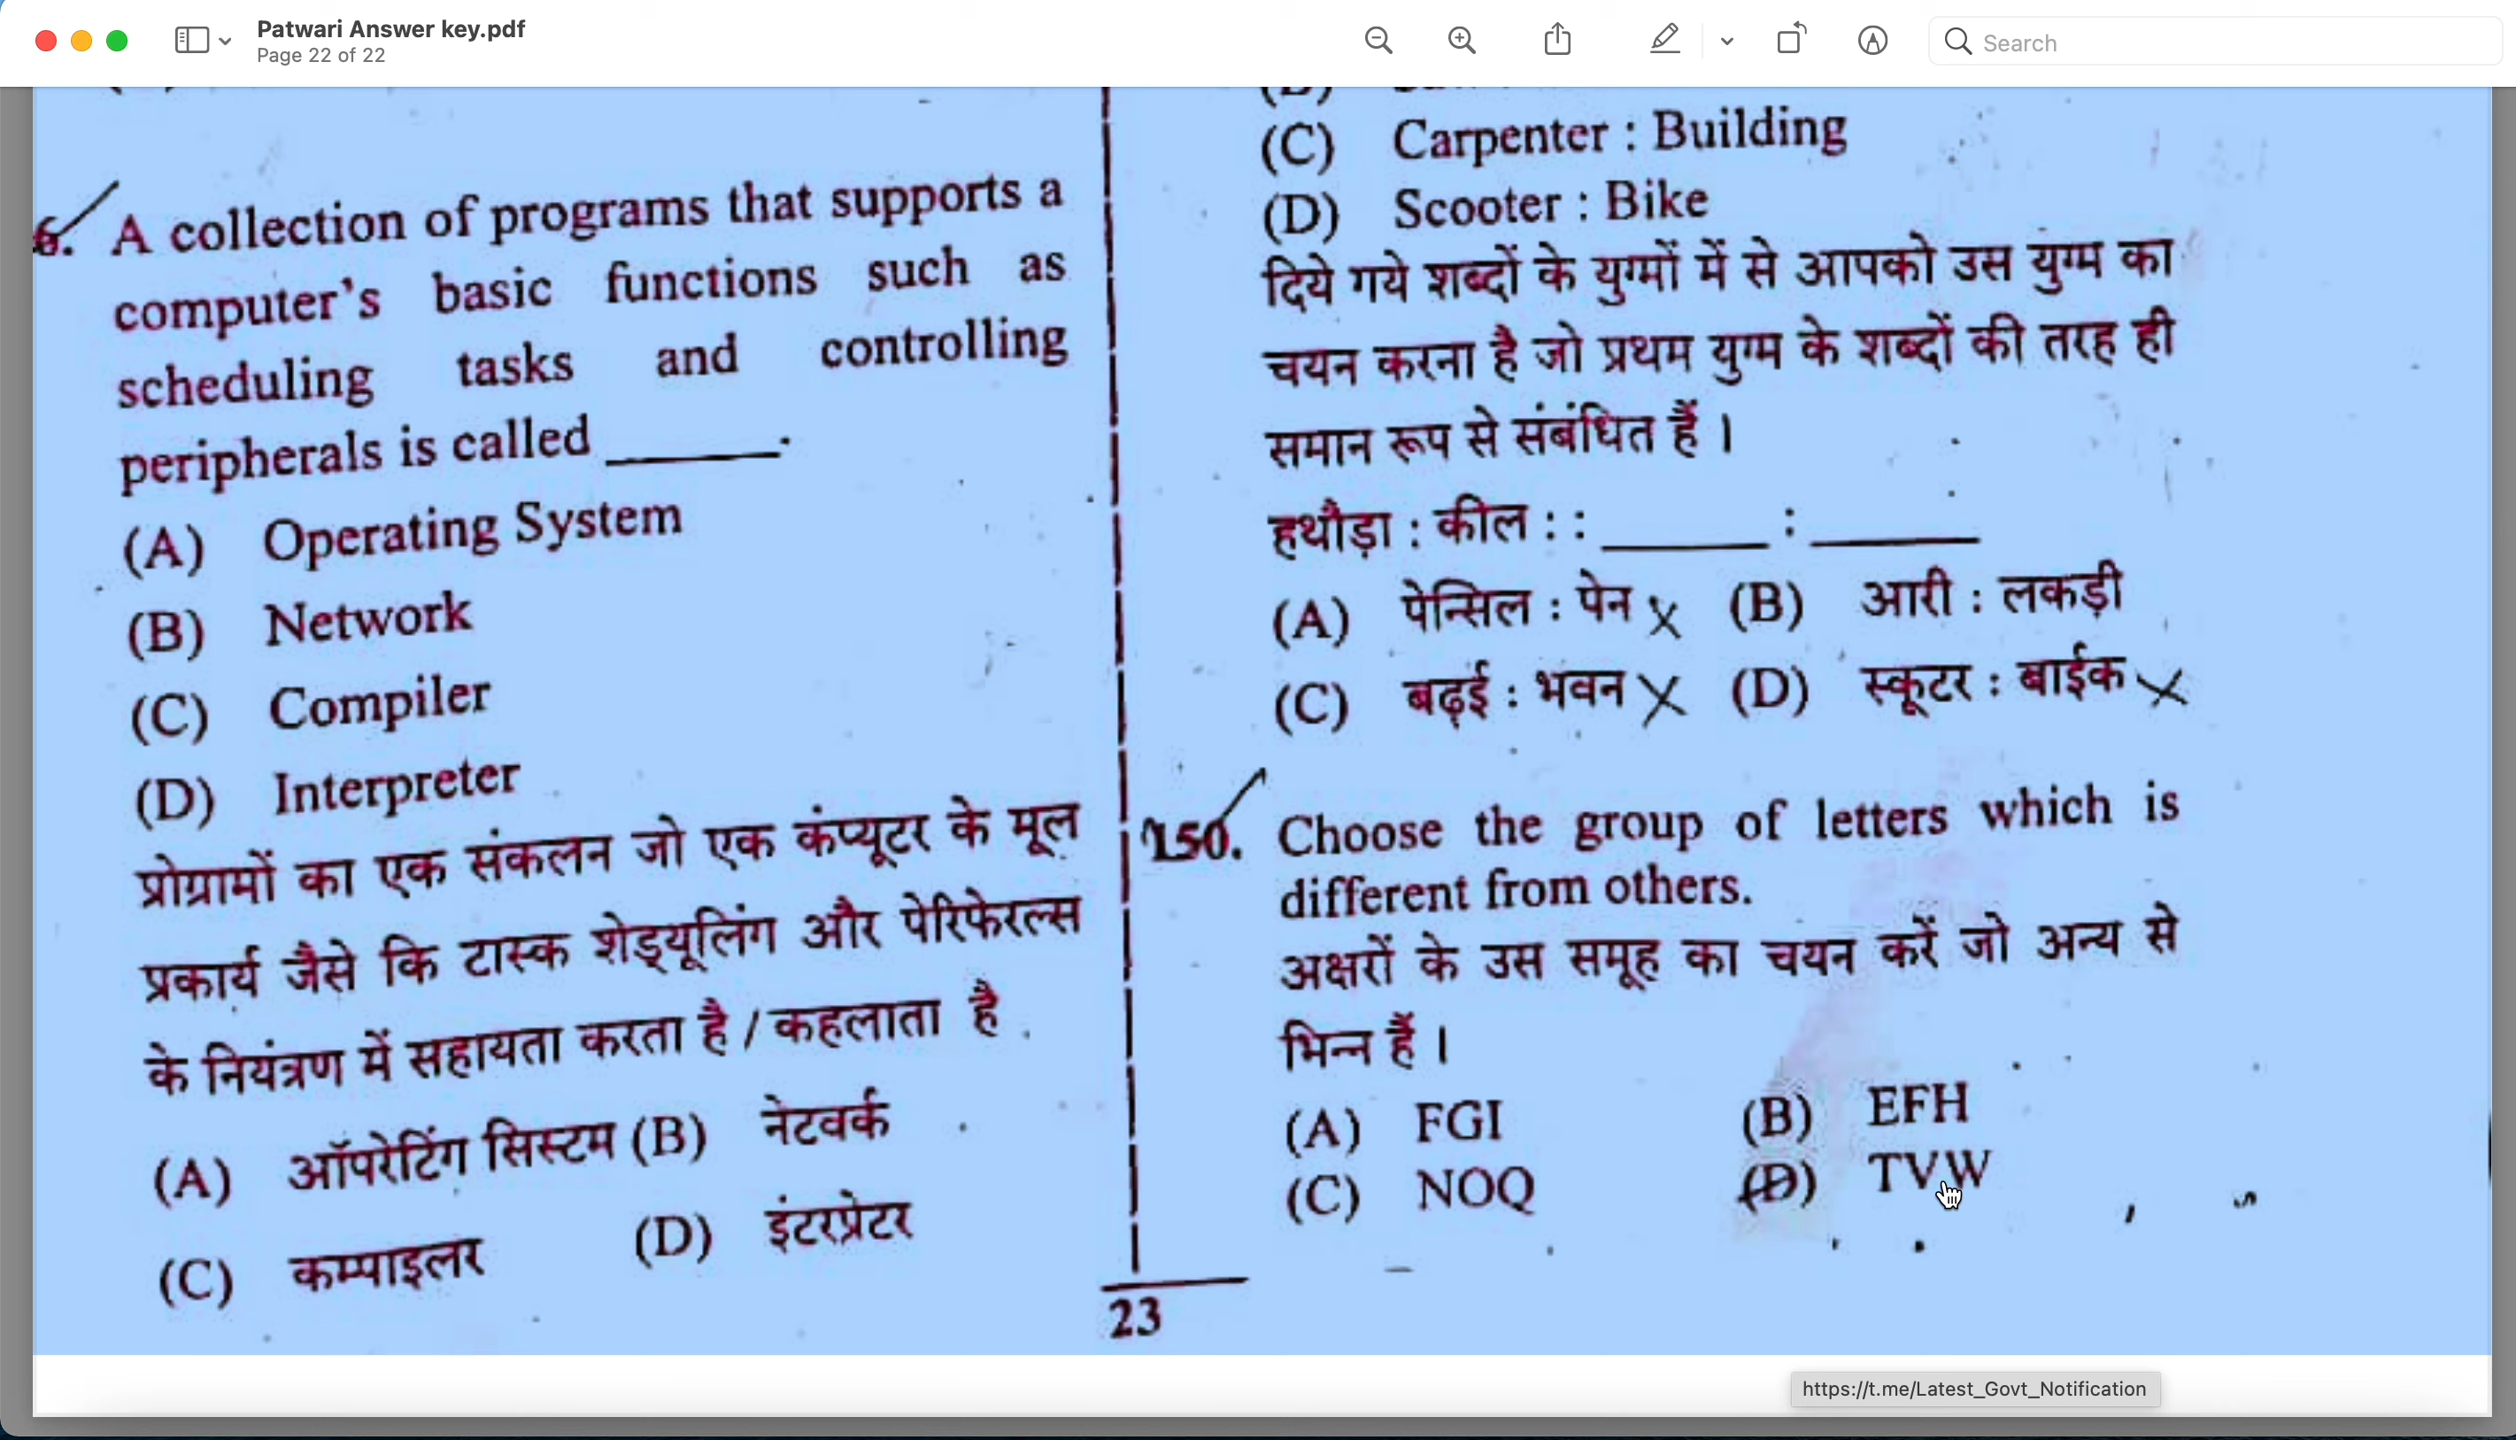 Patwari Answer key.pdf
Page 22 of 22
Search
6. A collection of programs that supports a
computer's basic functions such as
scheduling tasks and controlling
peripherals is called ______.
(A) Operating System
(B) Network
(C) Compiler
(D) Interpreter
प्रोग्रामों का एक संकलन जो एक कंप्यूटर के मूल
प्रकार्य जैसे कि टास्क शेड्यूलिंग और पेरिफेरल्स
के नियंत्रण में सहायता करता है / कहलाता है .
(A) ऑपरेटिंग सिस्टम (B) नेटवर्क
(C) कम्पाइलर (D) इंटरप्रेटर
(C) Carpenter : Building
(D) Scooter : Bike
दिये गये शब्दों के युग्मों में से आपको उस युग्म का
चयन करना है जो प्रथम युग्म के शब्दों की तरह ही
समान रूप से संबंधित हैं ।
हथौड़ा : कील : : ______ : ______
(A) पेन्सिल : पेन X (B) आरी : लकड़ी
(C) बढ़ई : भवन X (D) स्कूटर : बाईक X
150. Choose the group of letters which is
different from others.
अक्षरों के उस समूह का चयन करें जो अन्य से
भिन्न हैं ।
(A) FGI (B) EFH
(C) NOQ (D) TVW
23
https://t.me/Latest_Govt_Notification